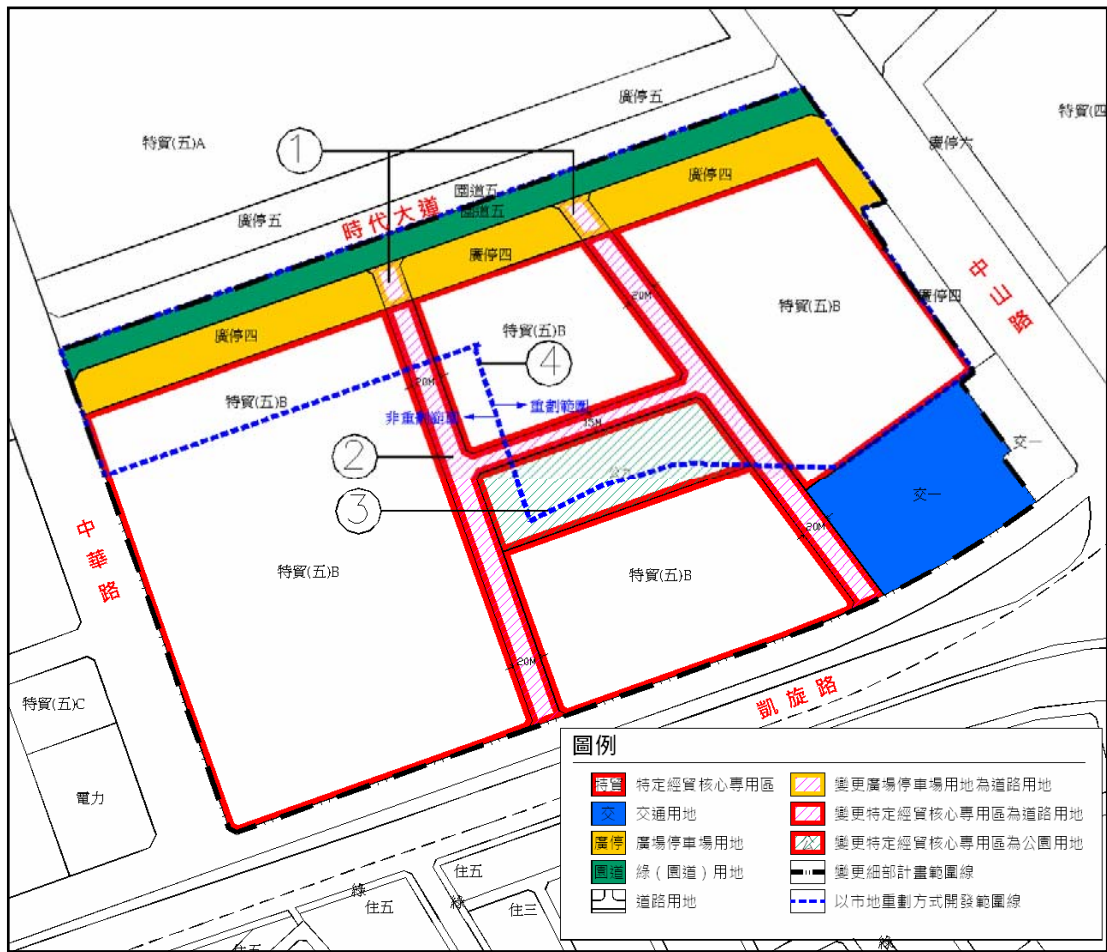 廣停五
特貿(五)A
特貿(四
①
廣停六
園道五
廣停四
廣停五
園道五
時代大道
廣停四
中山路
20M
特貿(五)B
廣停四
廣停四
特貿(五)B
④
20M
特貿(五)B
重劃範圍
非重劃範圍
15M
②
交一
公
交一
③
中華路
20M
特貿(五)B
特貿(五)B
20M
特貿(五)C
凱旋路
電力
圖例
特貿 特定經貿核心專用區
變更廣場停車場用地為道路用地
交 交通用地
變更特定經貿核心專用區為道路用地
廣停 廣場停車場用地
公 變更特定經貿核心專用區為公園用地
園道 綠(園道)用地
變更細部計畫範圍線
道路用地
以市地重劃方式開發範圍線
住五
綠
住五
綠
住三
住五
綠